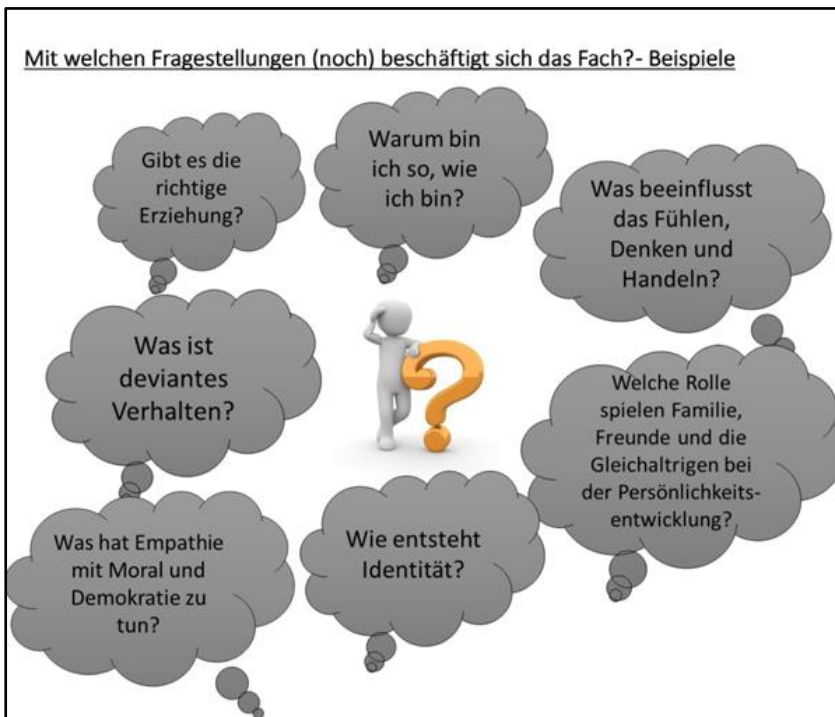 Mit welchen Fragestellungen (noch) beschäftigt sich das Fach?- Beispiele
Gibt es die
richtige
Erziehung?
Warum bin
ich so, wie
ich bin?
Was beeinflusst
das Fühlen,
Denken und
Handeln?
Was ist
deviantes
Verhalten?
Welche Rolle
spielen Familie,
Freunde und die
Gleichaltrigen bei
der Persönlichkeits-
entwicklung?
Was hat Empathie
mit Moral und
Demokratie zu
tun?
Wie entsteht
Identität?